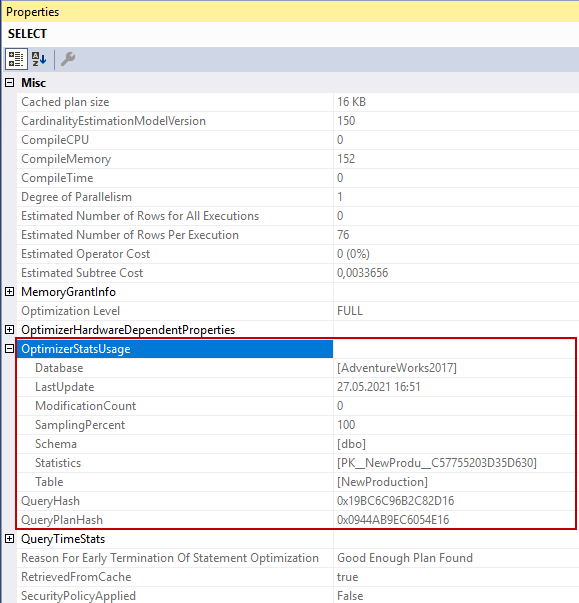 Properties
SELECT
Misc
Cached plan size 16 KB
CardinalityEstimationModelVersion 150
CompileCPU 0
CompileMemory 152
CompileTime 0
Degree of Parallelism 1
Estimated Number of Rows for All Executions 0
Estimated Number of Rows Per Execution 76
Estimated Operator Cost 0 (0%)
Estimated Subtree Cost 0,0033656
MemoryGrantInfo
Optimization Level FULL
OptimizerHardwareDependentProperties
OptimizerStatsUsage
Database [AdventureWorks2017]
LastUpdate 27.05.2021 16:51
ModificationCount 0
SamplingPercent 100
Schema [dbo]
Statistics [PK__NewProdu__C57755203D35D630]
Table [NewProduction]
QueryHash 0x19BC6C96B2C82D16
QueryPlanHash 0x0944AB9EC6054E16
QueryTimeStats
Reason For Early Termination Of Statement Optimization Good Enough Plan Found
RetrievedFromCache true
SecurityPolicyApplied False